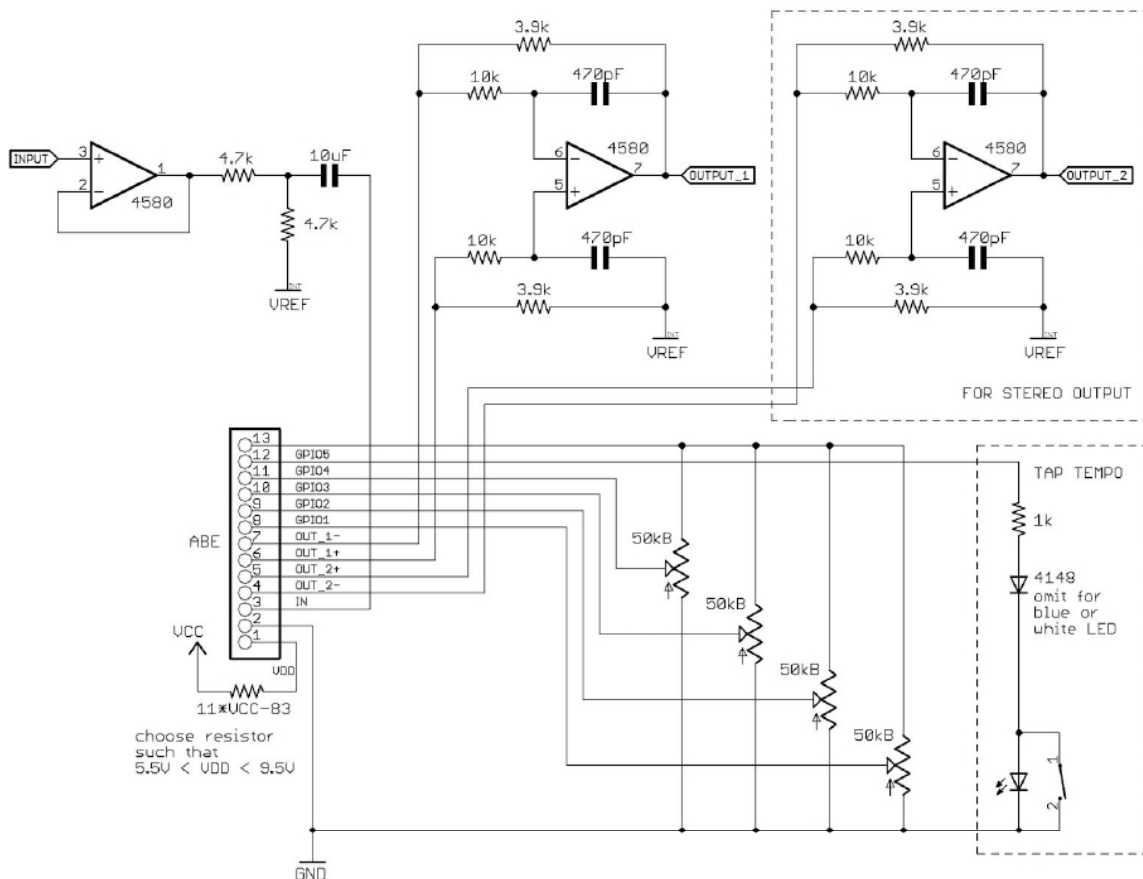 3.9k
3.9k
10k
470pF
10k
470pF
INPUT
3
+
2
-
1
4580
4.7k
10uF
4.7k
INT
VREF
6
-
5
+
7
4580
OUTPUT_1
6
-
5
+
7
4580
OUTPUT_2
10k
470pF
10k
470pF
3.9k
3.9k
INT
VREF
INT
VREF
FOR STEREO OUTPUT
ABE
13
12
11
10
9
8
7
6
5
4
3
2
1
GPIO5
GPIO4
GPIO3
GPIO2
GPIO1
OUT_1-
OUT_1+
OUT_2+
OUT_2-
IN
VDD
VCC
11*VCC-83
choose resistor
such that
5.5V < VDD < 9.5V
50kB
50kB
50kB
50kB
TAP TEMPO
1k
4148
omit for
blue or
white LED
1
2
GND